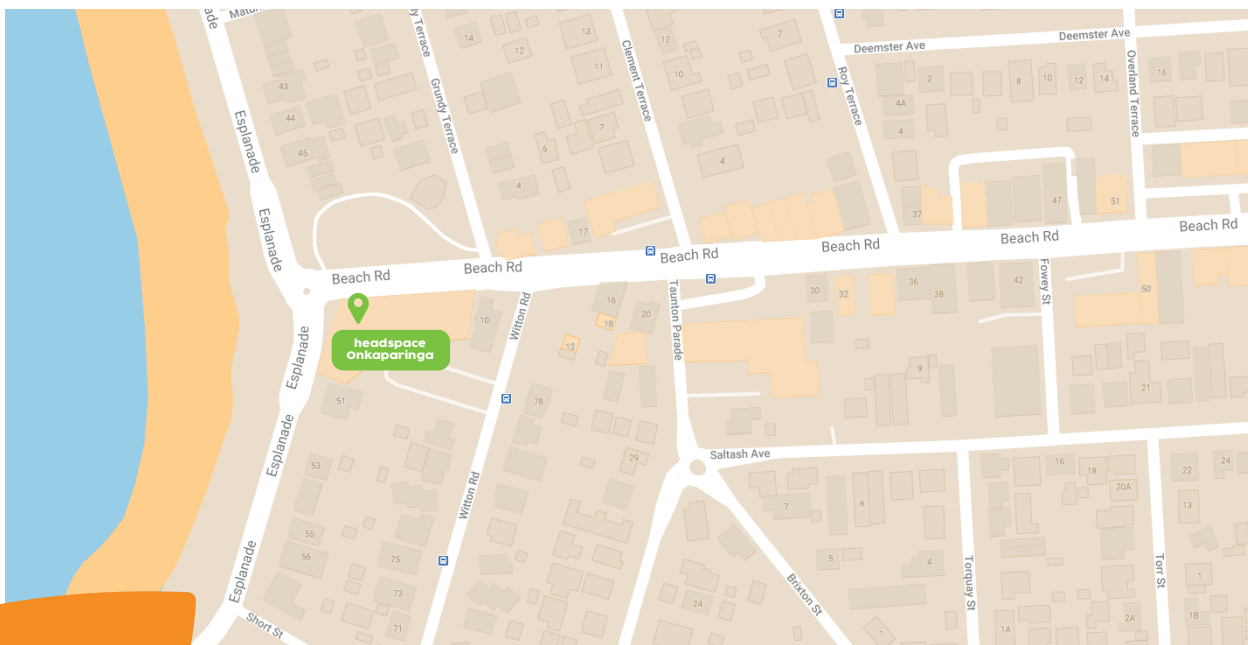 Esplanade
Grundy Terrace
Clement Terrace
Roy Terrace
Deemster Ave
Deemster Ave
Overland Terrace
14
12
13
11
12
10
7
2
8
10
12
14
16
4A
4
43
44
45
Esplanade
Esplanade
6
7
4
4
17
37
47
51
Beach Rd
Beach Rd
Beach Rd
Beach Rd
Beach Rd
Beach Rd
headspace
Onkaparinga
10
Witton Rd
16
18
20
12
Taunton Parade
30
32
36
38
42
Fowey St
50
Esplanade
51
78
9
21
Esplanade
53
29
Saltash Ave
Witton Rd
55
56
75
73
71
7
6
5
4
16
18
20A
22
24
13
Esplanade
Short St
24
Brixton St
1
Torquay St
1A
2A
Torr St
1
1B